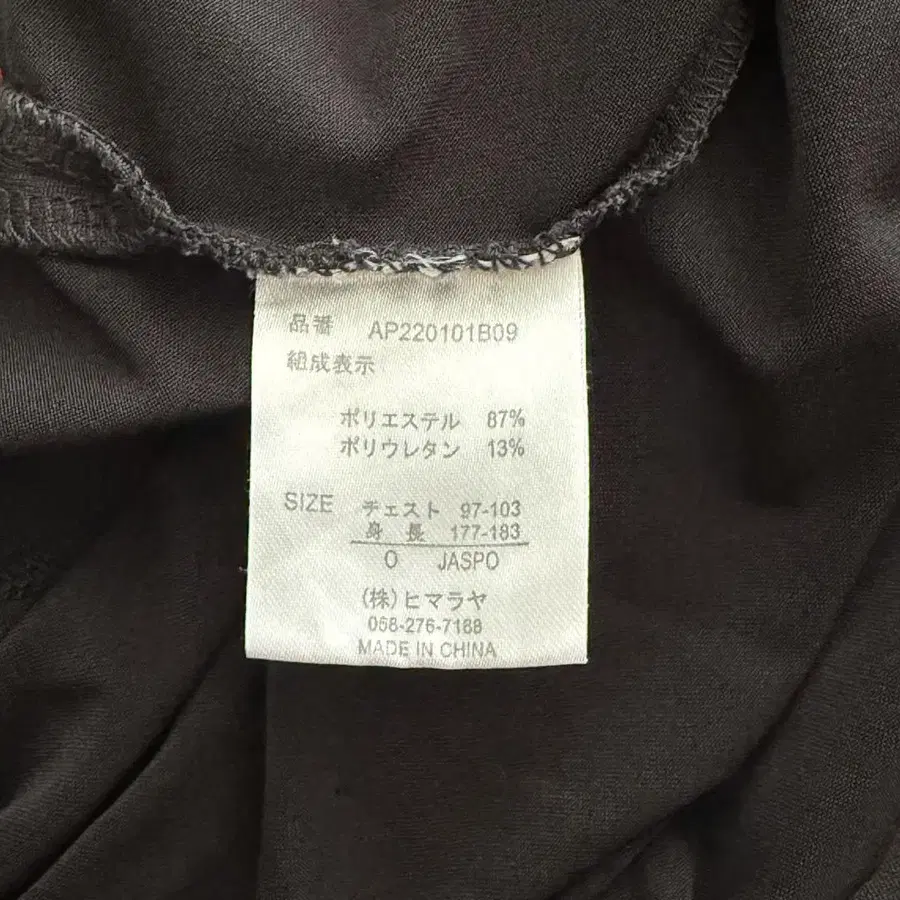 品番 AP220101B09
組成表示
ポリエステル 87%
ポリウレタン 13%
SIZE チェスト 97-103
身長 177-183
O JASPO
(株)ヒマラヤ
058-276-7188
MADE IN CHINA